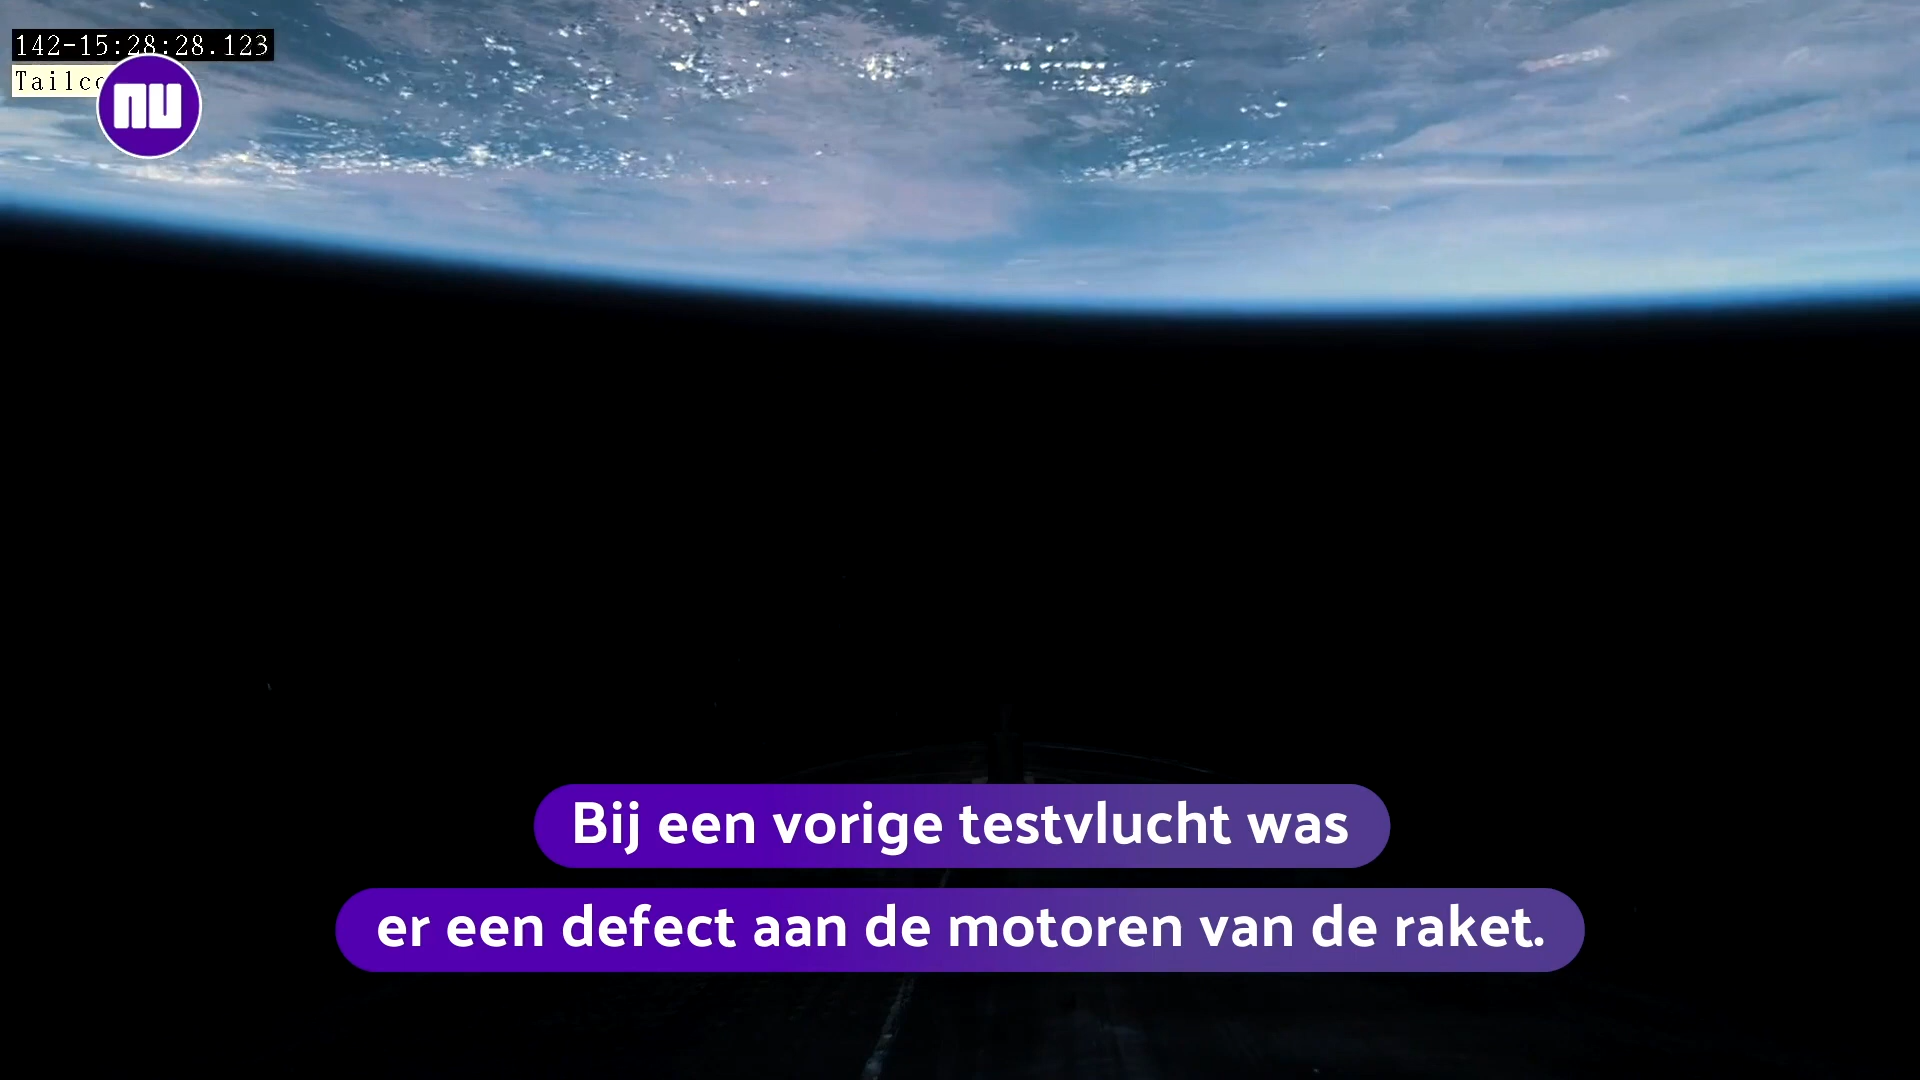 142-15:28:28.123
nu
Bij een vorige testvlucht was
er een defect aan de motoren van de raket.